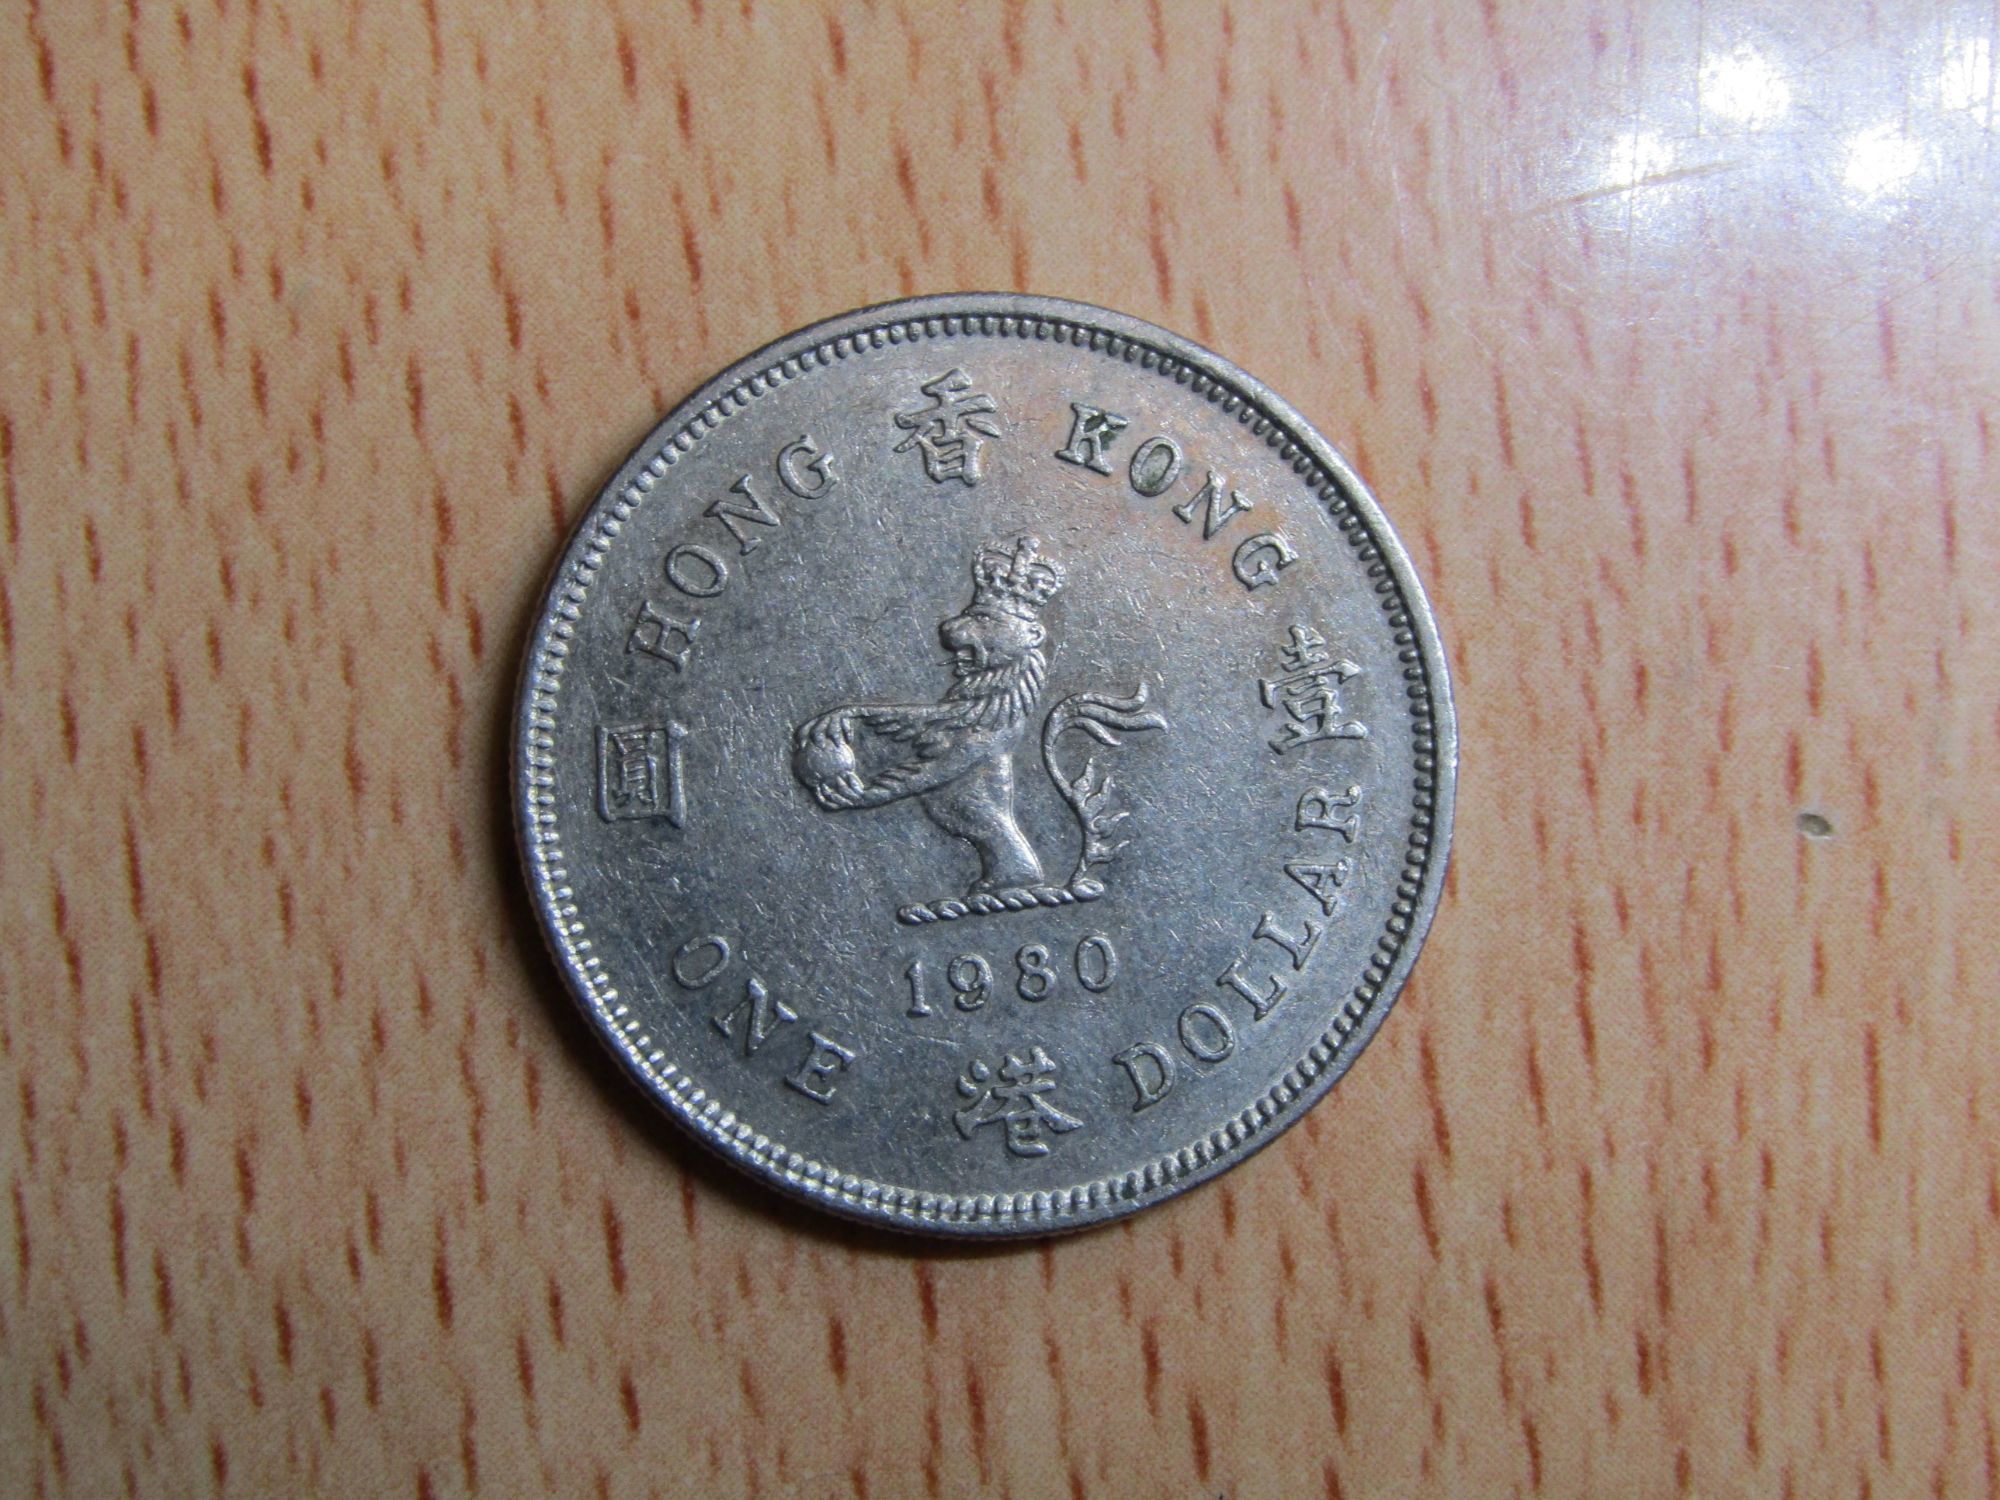 HONG KONG
香港壹圓
1980
ONE DOLLAR